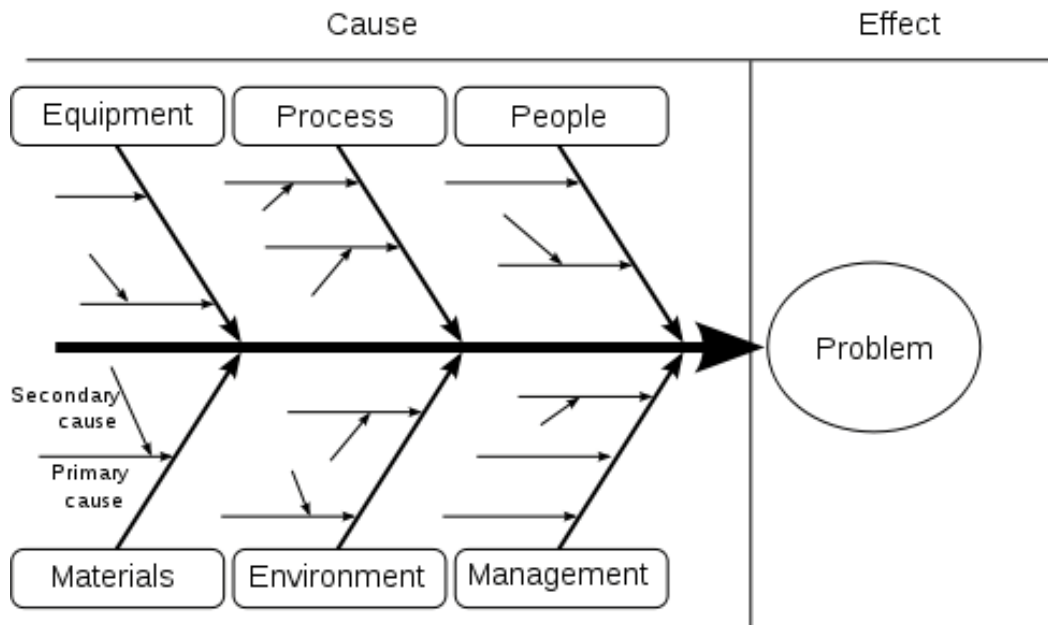 Cause
Effect
Equipment
Process
People
Problem
Secondary
cause
Primary
cause
Materials
Environment
Management